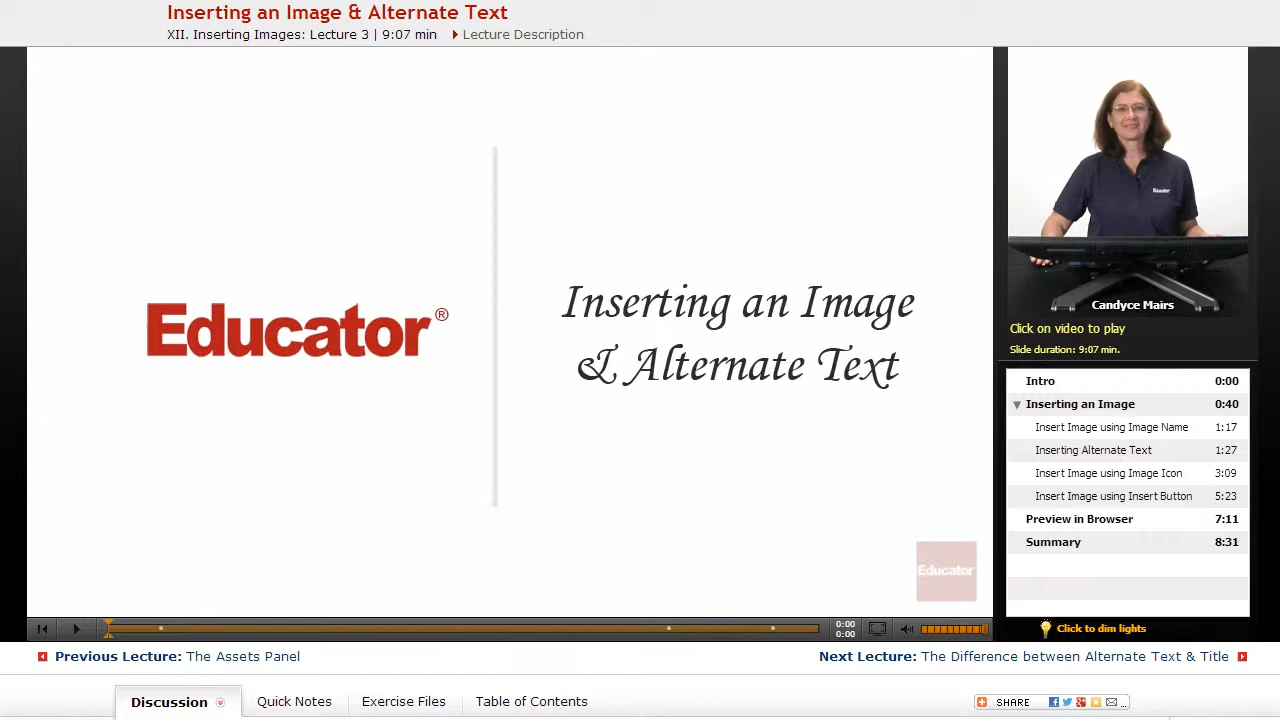 Inserting an Image & Alternate Text
XII. Inserting Images: Lecture 3 | 9:07 min
Lecture Description
Educator®
Inserting an Image
& Alternate Text
Educator
Educator
Candyce Mairs
Click on video to play
Slide duration: 9:07 min.
Intro 0:00
Inserting an Image 0:40
Insert Image using Image Name 1:17
Inserting Alternate Text 1:27
Insert Image using Image Icon 3:09
Insert Image using Insert Button 5:23
Preview in Browser 7:11
Summary 8:31
0:00
0:00
Click to dim lights
Previous Lecture: The Assets Panel
Next Lecture: The Difference between Alternate Text & Title
Discussion
Quick Notes
Exercise Files
Table of Contents
SHARE
...